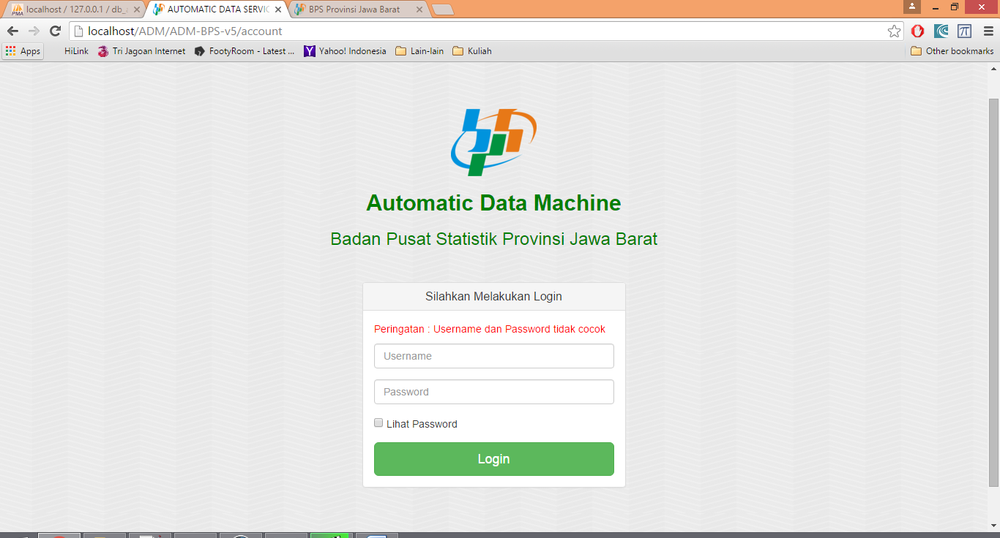 PMA
localhost / 127.0.0.1 / db_
AUTOMATIC DATA SERVIC
BPS Provinsi Jawa Barat
localhost/ADM/ADM-BPS-v5/account
Apps
HiLink
Tri Jagoan Internet
FootyRoom - Latest ...
Yahoo! Indonesia
Lain-lain
Kuliah
Other bookmarks
Automatic Data Machine
Badan Pusat Statistik Provinsi Jawa Barat
Silahkan Melakukan Login
Peringatan : Username dan Password tidak cocok
Username
Password
Lihat Password
Login